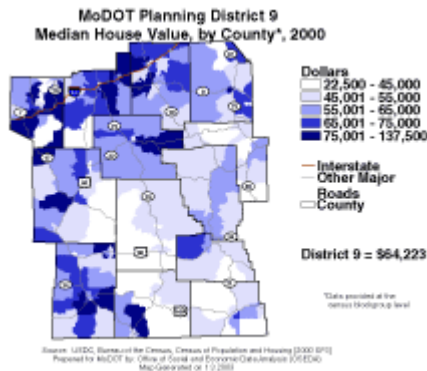 MoDOT Planning District 9
Median House Value, by County*, 2000
Dollars
22,500 - 45,000
45,001 - 55,000
55,001 - 65,000
65,001 - 75,000
75,001 - 137,500
Interstate
Other Major
Roads
County
District 9 = $64,223
*Data provided at the
census blockgroup level
Source: USDC, Bureau of the Census, Census of Population and Housing [2000 SF3]
Prepared for MoDOT by: Office of Social and Economic Data Analysis (OSEDA)
Map Generated on